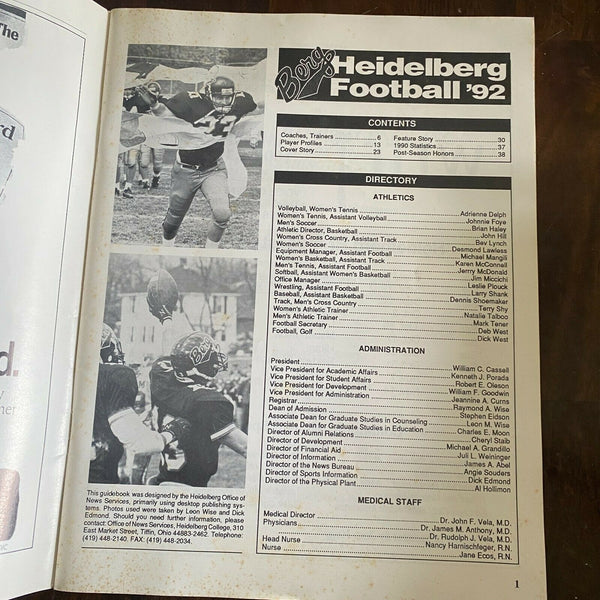 The
rd
d.
Berg
Heidelberg
Football '92
CONTENTS
Coaches, Trainers 6
Player Profiles 13
Cover Story 23
Feature Story 30
1990 Statistics 37
Post-Season Honors 38
DIRECTORY
ATHLETICS
Volleyball, Women's Tennis Adrienne Delph
Women's Tennis, Assistant Volleyball Johnnie Foye
Men's Soccer Brian Haley
Athletic Director, Basketball John Hill
Women's Cross Country, Assistant Track Bev Lynch
Women's Soccer Desmond Lawless
Equipment Manager, Assistant Football Michael Mangili
Women's Basketball, Assistant Track Karen McConnell
Men's Tennis, Assistant Football Jerry McDonald
Softball, Assistant Women's Basketball Jim Miccichi
Office Manager Leslie Plouck
Wrestling, Assistant Football Larry Shank
Baseball, Assistant Basketball Dennis Shoemaker
Track, Men's Cross Country Terry Shy
Women's Athletic Trainer Natalie Talboo
Men's Athletic Trainer Mark Tener
Football Secretary Deb West
Football, Golf Dick West
ADMINISTRATION
President William C. Cassell
Vice President for Academic Affairs Kenneth J. Porada
Vice President for Student Affairs Robert E. Oleson
Vice President for Development William F. Goodwin
Vice President for Administration Jeannine A. Curns
Registrar Raymond A. Wise
Dean of Admission Stephen Eidson
Associate Dean for Graduate Studies in Counseling Leon M. Wise
Associate Dean for Graduate Studies in Education Charles E. Moon
Director of Alumni Relations Cheryl Staib
Director of Development Michael A. Grandillo
Director of Financial Aid Juli L. Weininger
Director of Information James A. Abel
Director of the News Bureau Angie Souders
Director of Sports Information Dick Edmond
Director of the Physical Plant Al Hollimon
MEDICAL STAFF
Medical Director Dr. John F. Vela, M.D.
Physicians Dr. James M. Anthony, M.D.
Dr. Rudolph J. Vela, M.D.
Head Nurse Nancy Harnischfeger, R.N.
Nurse Jane Ecos, R.N.
This guidebook was designed by the Heidelberg Office of
News Services, primarily using desktop publishing sys-
tems. Photos used were taken by Leon Wise and Dick
Edmond. Should you need further information, please
contact: Office of News Services, Heidelberg College, 310
East Market Street, Tiffin, Ohio 44883-2462. Telephone:
(419) 448-2140. FAX: (419) 448-2034.
1